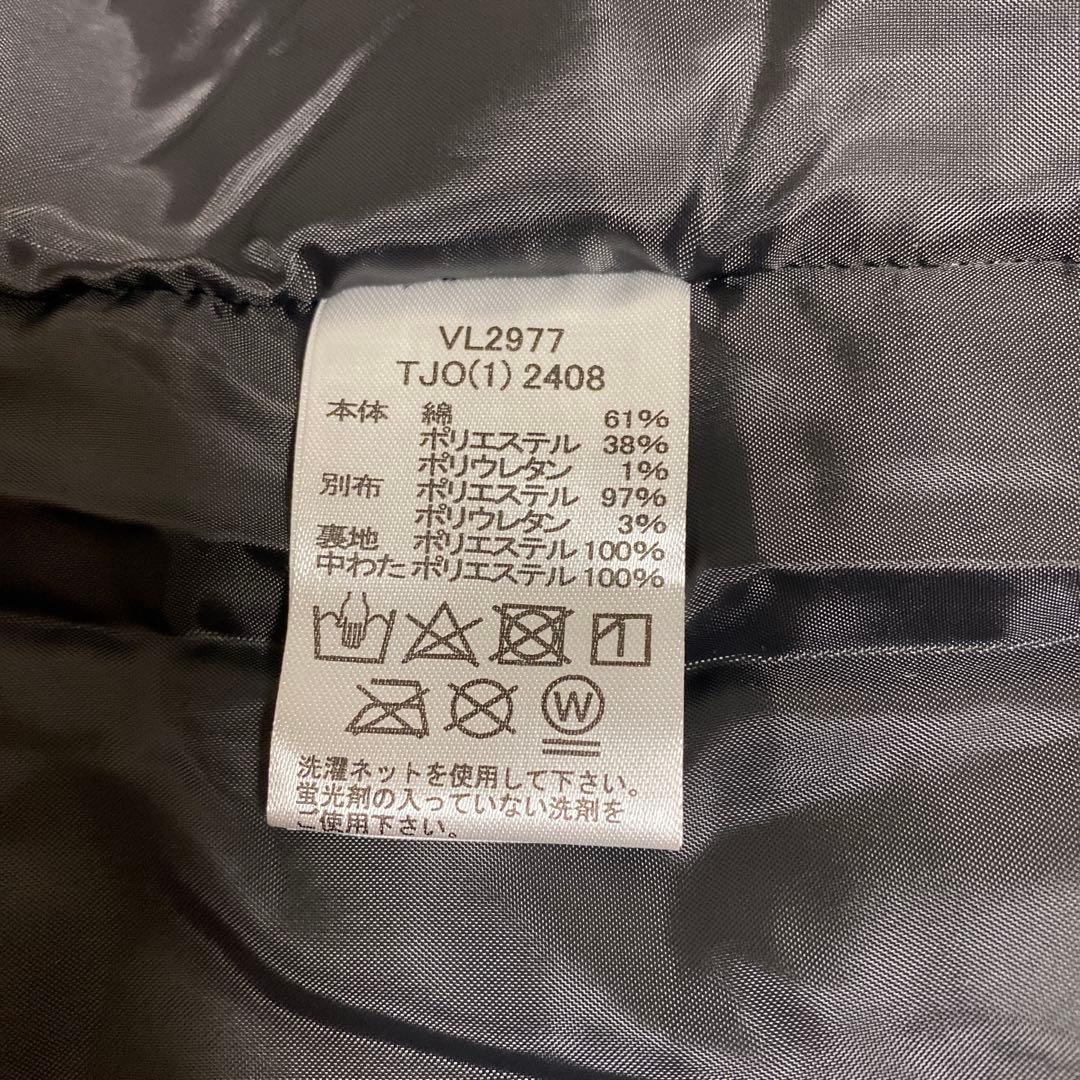 VL2977
TJO(1) 2408
本体 綿 61%
ポリエステル 38%
ポリウレタン 1%
別布 ポリエステル 97%
ポリウレタン 3%
裏地 ポリエステル 100%
中わた ポリエステル 100%
W
洗濯ネットを使用して下さい。
蛍光剤の入っていない洗剤を
ご使用下さい。